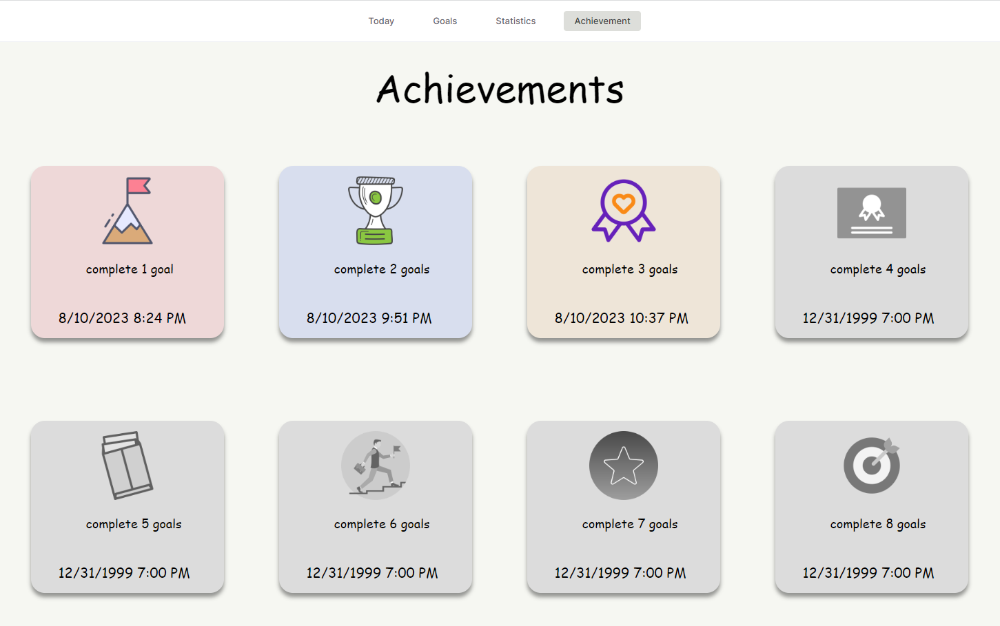 Today Goals Statistics Achievement
Achievements
complete 1 goal
8/10/2023 8:24 PM
complete 2 goals
8/10/2023 9:51 PM
complete 3 goals
8/10/2023 10:37 PM
complete 4 goals
12/31/1999 7:00 PM
complete 5 goals
12/31/1999 7:00 PM
complete 6 goals
12/31/1999 7:00 PM
complete 7 goals
12/31/1999 7:00 PM
complete 8 goals
12/31/1999 7:00 PM